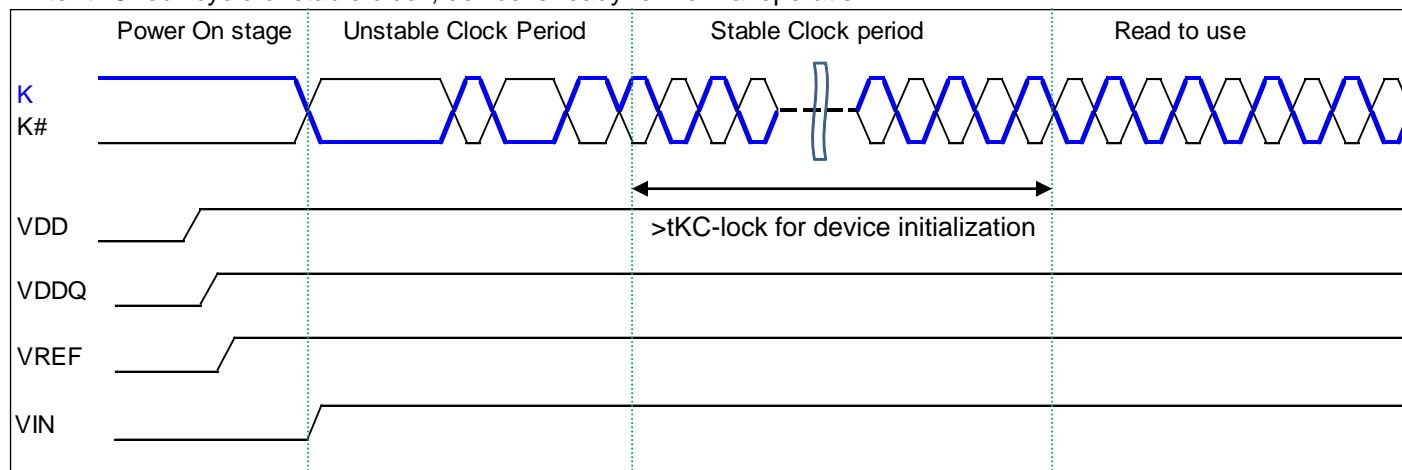 Power On stage Unstable Clock Period Stable Clock period Read to use
K
K#
>tKC-lock for device initialization
VDD
VDDQ
VREF
VIN